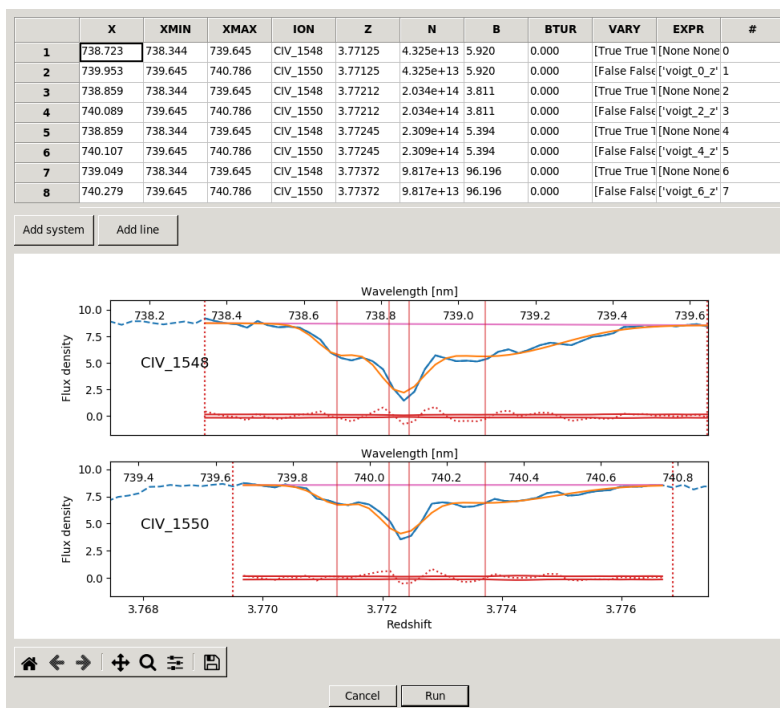 X XMIN XMAX ION Z N B BTUR VARY EXPR #
1 738.723 738.344 739.645 CIV_1548 3.77125 4.325e+13 5.920 0.000 [True True T [None None 0
2 739.953 739.645 740.786 CIV_1550 3.77125 4.325e+13 5.920 0.000 [False False ['voigt_0_z' 1
3 738.859 738.344 739.645 CIV_1548 3.77212 2.034e+14 3.811 0.000 [True True T [None None 2
4 740.089 739.645 740.786 CIV_1550 3.77212 2.034e+14 3.811 0.000 [False False ['voigt_2_z' 3
5 738.859 738.344 739.645 CIV_1548 3.77245 2.309e+14 5.394 0.000 [True True T [None None 4
6 740.107 739.645 740.786 CIV_1550 3.77245 2.309e+14 5.394 0.000 [False False ['voigt_4_z' 5
7 739.049 738.344 739.645 CIV_1548 3.77372 9.817e+13 96.196 0.000 [True True T [None None 6
8 740.279 739.645 740.786 CIV_1550 3.77372 9.817e+13 96.196 0.000 [False False ['voigt_6_z' 7
Add system Add line
Wavelength [nm]
738.2 738.4 738.6 738.8 739.0 739.2 739.4 739.6
10.0
7.5
5.0
2.5
0.0
Flux density
CIV_1548
Wavelength [nm]
739.4 739.6 739.8 740.0 740.2 740.4 740.6 740.8
10.0
7.5
5.0
2.5
0.0
Flux density
CIV_1550
3.768 3.770 3.772 3.774 3.776
Redshift
Cancel Run